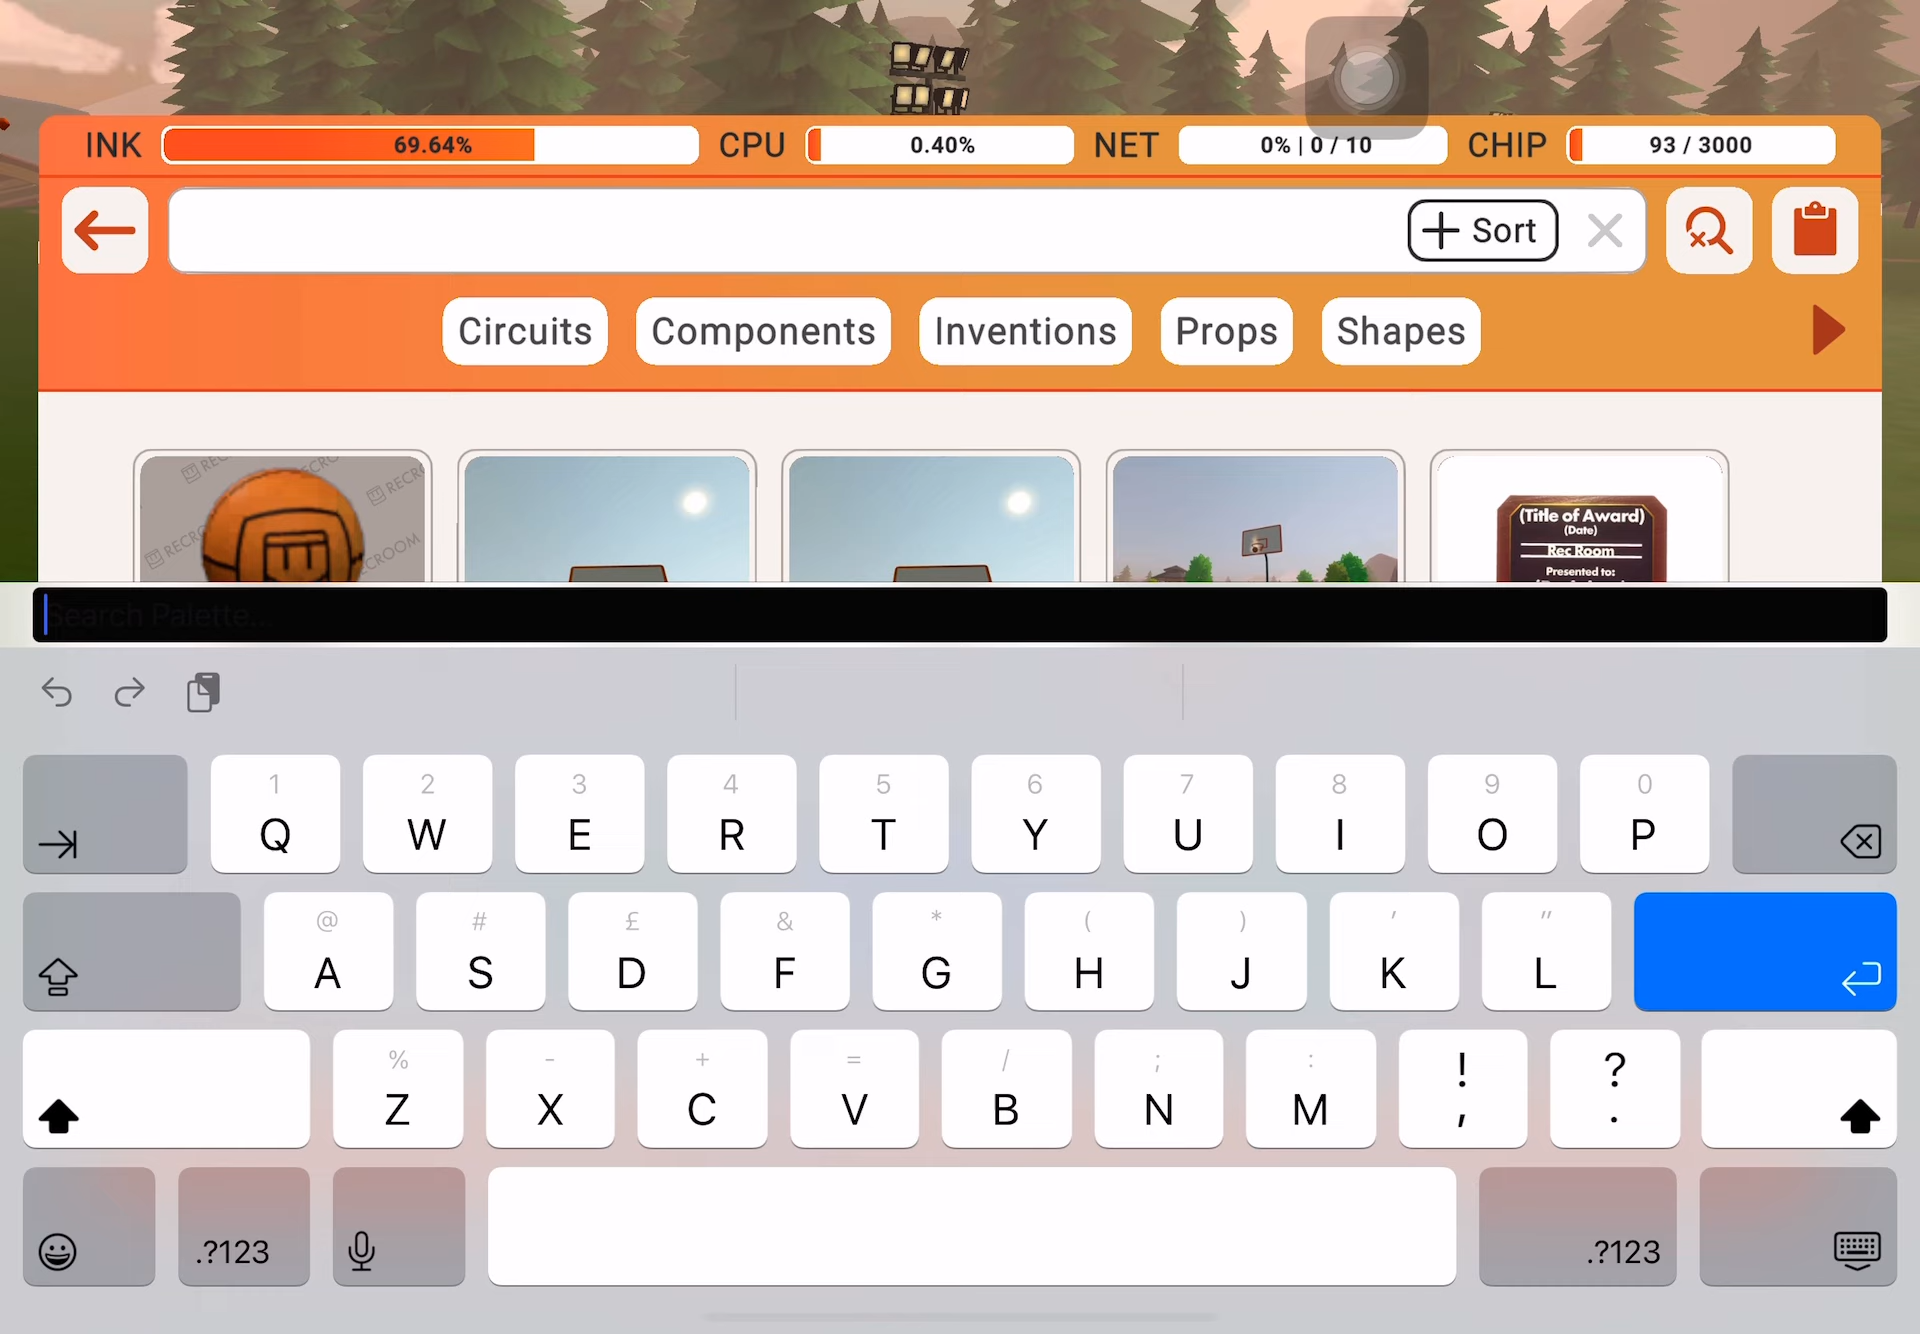 INK 69.64% CPU 0.40% NET 0% | 0 / 10 CHIP 93 / 3000
+ Sort
Circuits Components Inventions Props Shapes
RECROOM
(Title of Award)
(Date)
Rec Room
Presented to:
Search Palette...
1 2 3 4 5 6 7 8 9 0
Q W E R T Y U I O P
@ # £ & * ( ) ' "
A S D F G H J K L
% - + = / ; : ! ?
Z X C V B N M , .
.?123 .?123